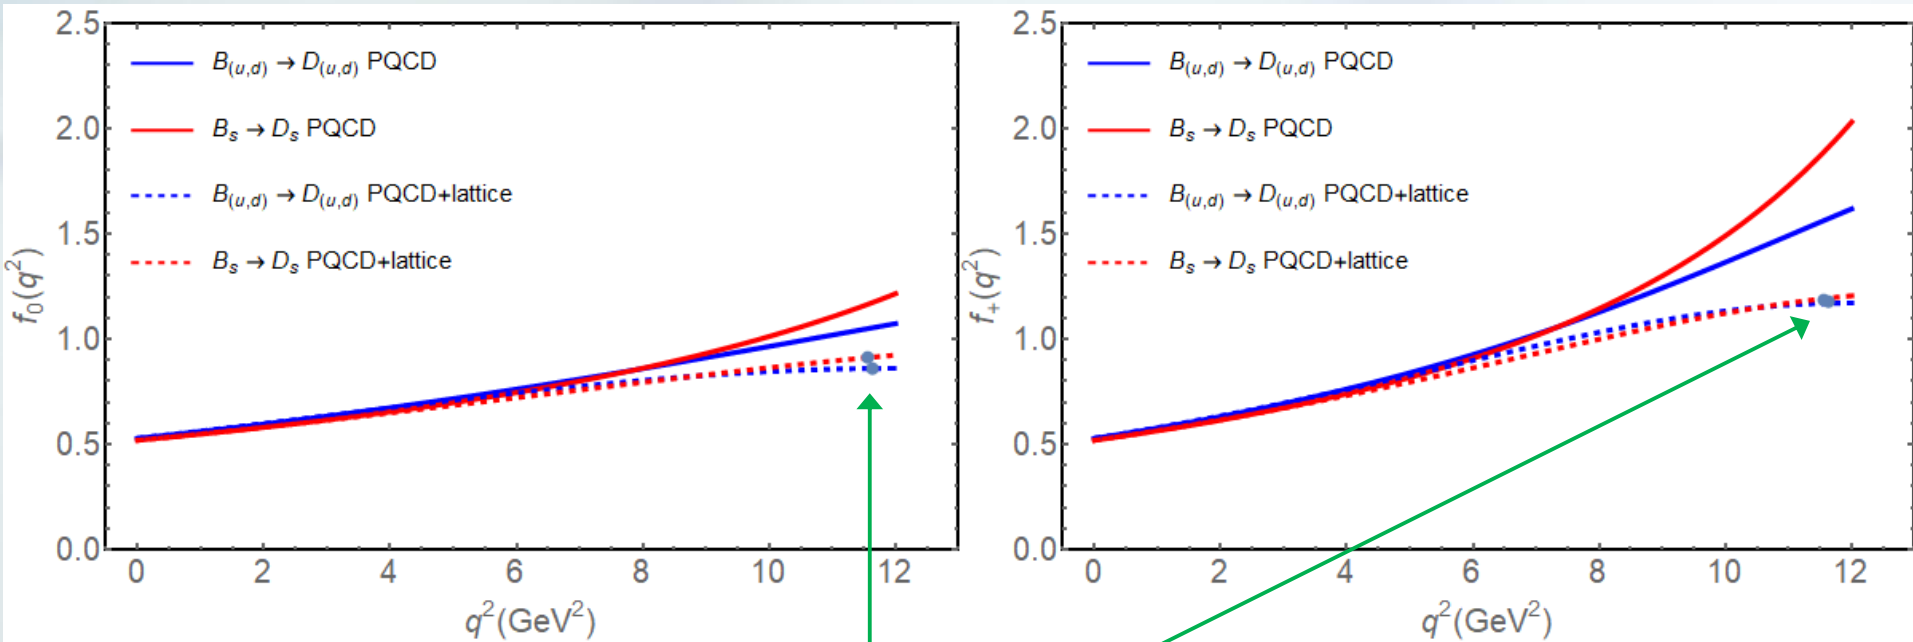 2.5
2.0
1.5
1.0
0.5
0.0
f₀(q²)
B₍u,d₎ → D₍u,d₎ PQCD
Bₛ → Dₛ PQCD
B₍u,d₎ → D₍u,d₎ PQCD+lattice
Bₛ → Dₛ PQCD+lattice
0 2 4 6 8 10 12
q²(GeV²)
2.5
2.0
1.5
1.0
0.5
0.0
f₊(q²)
B₍u,d₎ → D₍u,d₎ PQCD
Bₛ → Dₛ PQCD
B₍u,d₎ → D₍u,d₎ PQCD+lattice
Bₛ → Dₛ PQCD+lattice
0 2 4 6 8 10 12
q²(GeV²)